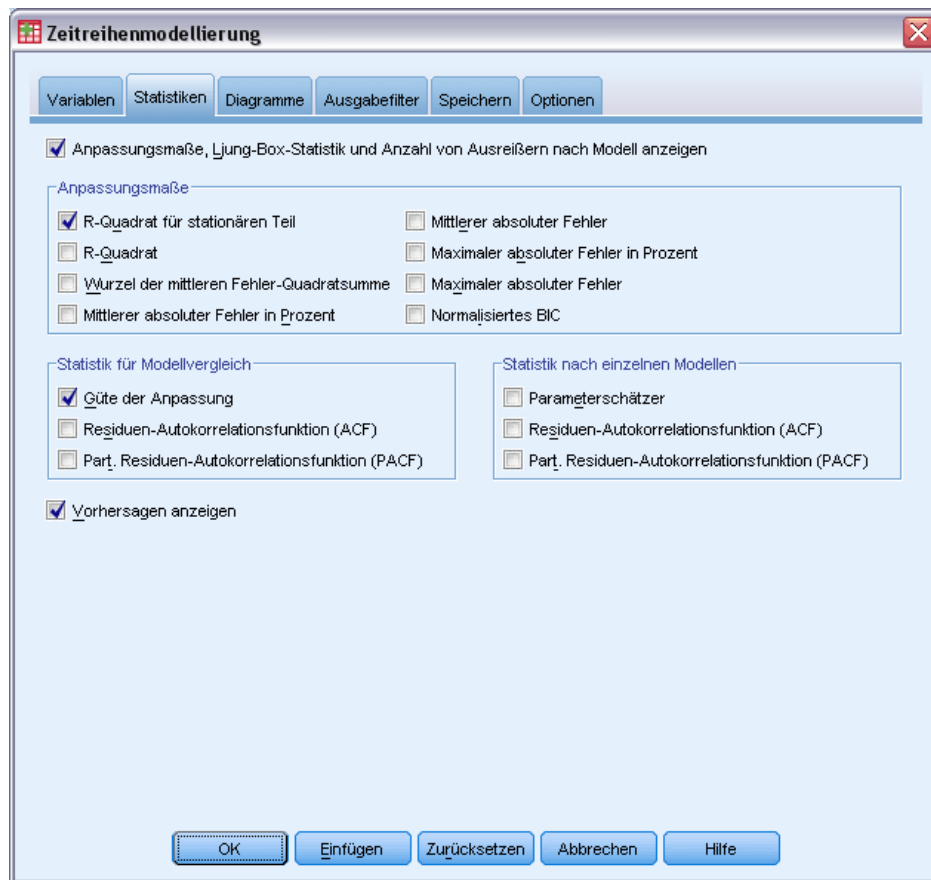 Zeitreihenmodellierung
Variablen Statistiken Diagramme Ausgabefilter Speichern Optionen
Anpassungsmaße, Ljung-Box-Statistik und Anzahl von Ausreißern nach Modell anzeigen
Anpassungsmaße
R-Quadrat für stationären Teil
R-Quadrat
Wurzel der mittleren Fehler-Quadratsumme
Mittlerer absoluter Fehler in Prozent
Mittlerer absoluter Fehler
Maximaler absoluter Fehler in Prozent
Maximaler absoluter Fehler
Normalisiertes BIC
Statistik für Modellvergleich
Güte der Anpassung
Residuen-Autokorrelationsfunktion (ACF)
Part. Residuen-Autokorrelationsfunktion (PACF)
Statistik nach einzelnen Modellen
Parameterschätzer
Residuen-Autokorrelationsfunktion (ACF)
Part. Residuen-Autokorrelationsfunktion (PACF)
Vorhersagen anzeigen
OK Einfügen Zurücksetzen Abbrechen Hilfe